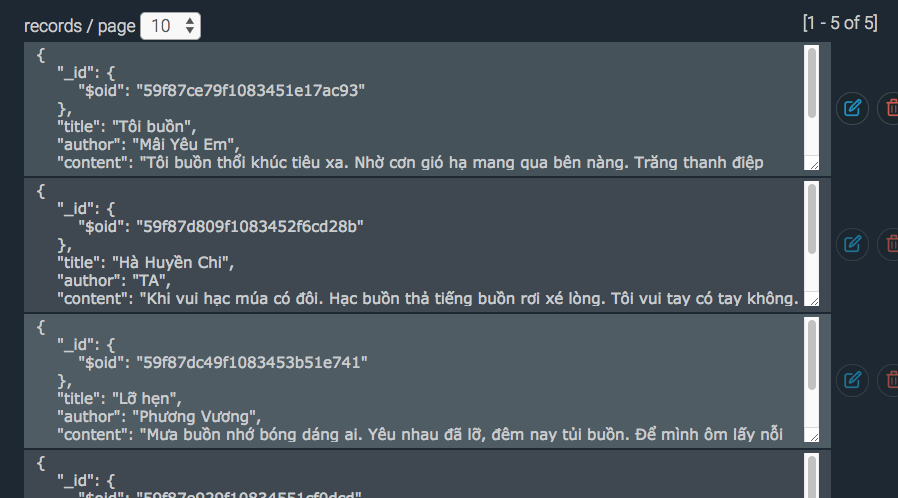 records / page 10 [1 - 5 of 5]
{
"_id": {
"$oid": "59f87ce79f1083451e17ac93"
},
"title": "Tôi buồn",
"author": "Mãi Yêu Em",
"content": "Tôi buồn thổi khúc tiêu xa. Nhờ cơn gió hạ mang qua bên nàng. Trăng thanh điệp
{
"_id": {
"$oid": "59f87d809f1083452f6cd28b"
},
"title": "Hà Huyền Chi",
"author": "TA",
"content": "Khi vui hạc múa có đôi. Hạc buồn thả tiếng buồn rơi xé lòng. Tôi vui tay có tay không.
{
"_id": {
"$oid": "59f87dc49f1083453b51e741"
},
"title": "Lỡ hẹn",
"author": "Phương Vương",
"content": "Mưa buồn nhớ bóng dáng ai. Yêu nhau đã lỡ, đêm nay tủi buồn. Để mình ôm lấy nỗi
{
"_id": {
"$oid": "59f87e929f10834551cf0dcd"